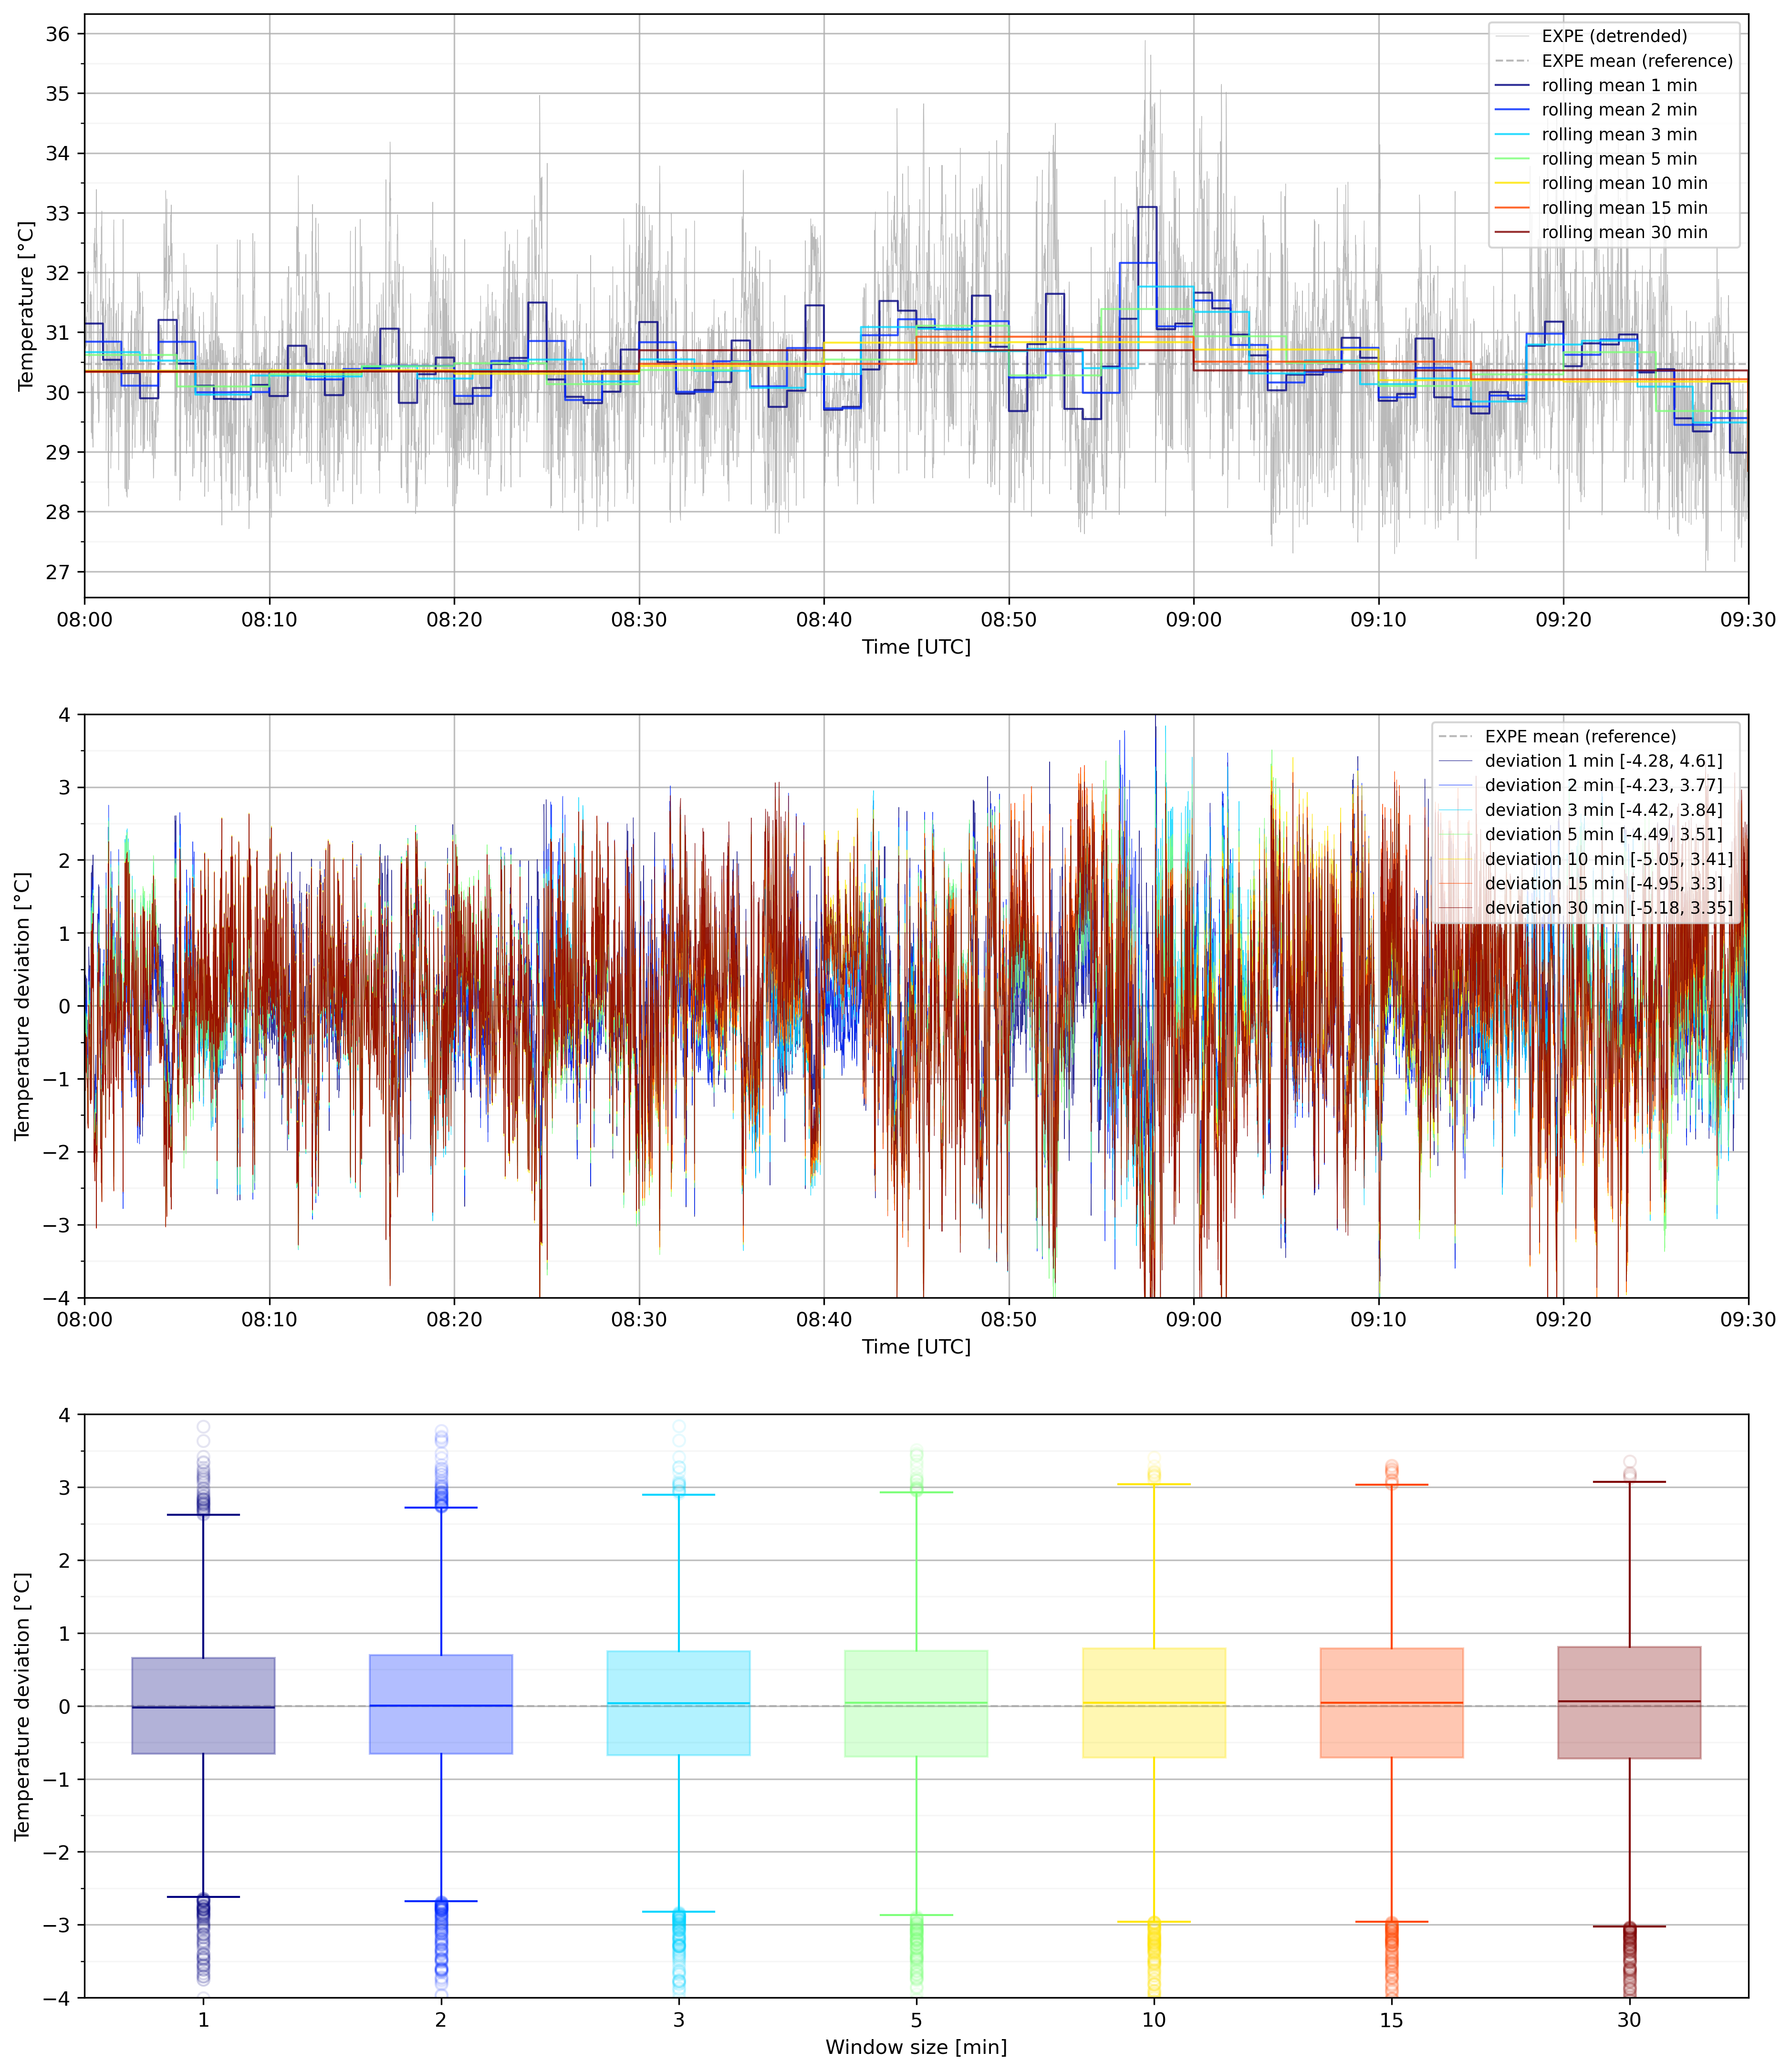 36
35
34
33
32
31
30
29
28
27
Temperature [°C]
EXPE (detrended)
EXPE mean (reference)
rolling mean 1 min
rolling mean 2 min
rolling mean 3 min
rolling mean 5 min
rolling mean 10 min
rolling mean 15 min
rolling mean 30 min
08:00 08:10 08:20 08:30 08:40 08:50 09:00 09:10 09:20 09:30
Time [UTC]
4
3
2
1
0
−1
−2
−3
−4
Temperature deviation [°C]
EXPE mean (reference)
deviation 1 min [-4.28, 4.61]
deviation 2 min [-4.23, 3.77]
deviation 3 min [-4.42, 3.84]
deviation 5 min [-4.49, 3.51]
deviation 10 min [-5.05, 3.41]
deviation 15 min [-4.95, 3.3]
deviation 30 min [-5.18, 3.35]
08:00 08:10 08:20 08:30 08:40 08:50 09:00 09:10 09:20 09:30
Time [UTC]
4
3
2
1
0
−1
−2
−3
−4
Temperature deviation [°C]
1 2 3 5 10 15 30
Window size [min]